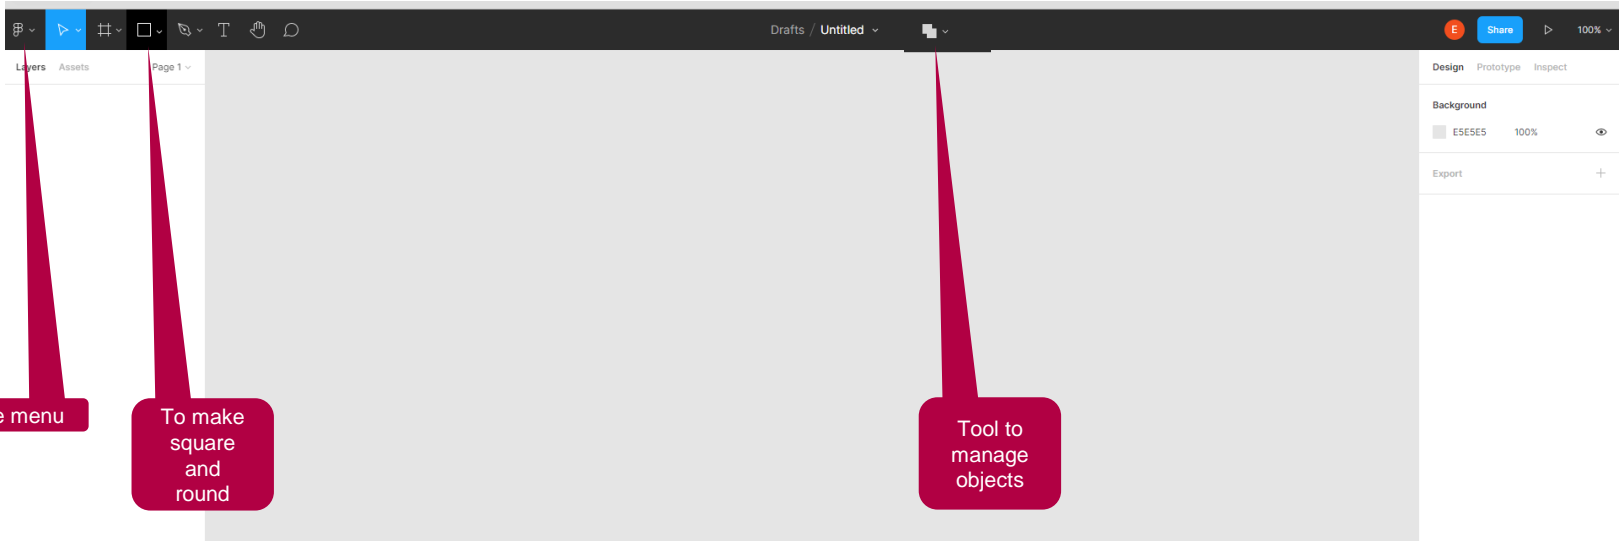 Drafts / Untitled
E
Share
100%
Layers Assets Page 1
Design Prototype Inspect
Background
E5E5E5 100%
Export
menu
To make
square
and
round
Tool to
manage
objects